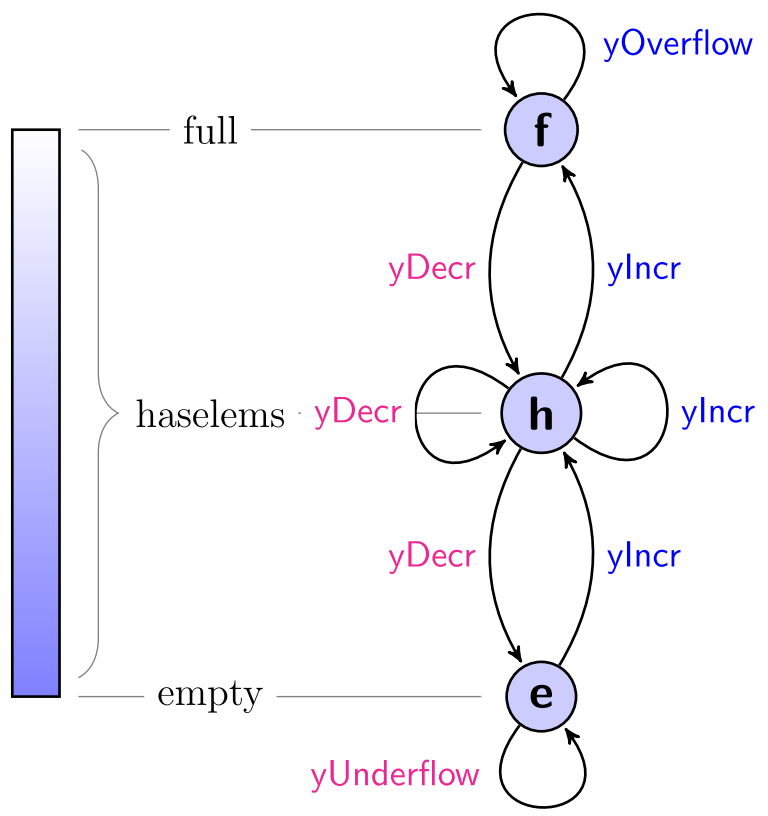 yOverflow
full
f
yDecr
yIncr
haselems
yDecr
h
yIncr
yDecr
yIncr
empty
e
yUnderflow